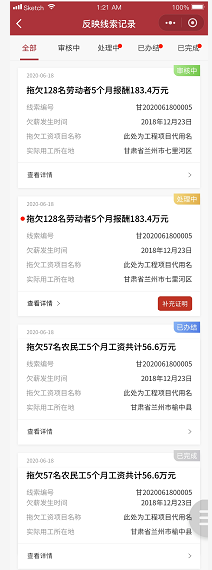 Sketch 1:21 AM 100%
反映线索记录
全部 审核中 处理中 已办结 已完成
2020-06-18 审核中
拖欠128名劳动者5个月报酬183.4万元
线索编号 甘2020061800005
欠薪发生时间 2018年12月23日
拖欠工资项目名称 此处为工程项目代用名
实际用工所在地 甘肃省兰州市七里河区
查看详情
2020-06-18 处理中
拖欠128名劳动者5个月报酬183.4万元
线索编号 甘2020061800005
欠薪发生时间 2018年12月23日
拖欠工资项目名称 此处为工程项目代用名
实际用工所在地 甘肃省兰州市七里河区
查看详情 补充证明
已办结
拖欠57名农民工5个月工资共计56.6万元
线索编号 甘2020061800005
欠薪发生时间 2018年12月23日
拖欠工资项目名称 此处为工程项目代用名
实际用工所在地 甘肃省兰州市榆中县
查看详情
2020-06-18 已完成
拖欠57名农民工5个月工资共计56.6万元
线索编号 甘2020061800005
欠薪发生时间 2018年12月23日
拖欠工资项目名称 此处为工程项目代用名
实际用工所在地 甘肃省兰州市榆中县
查看详情